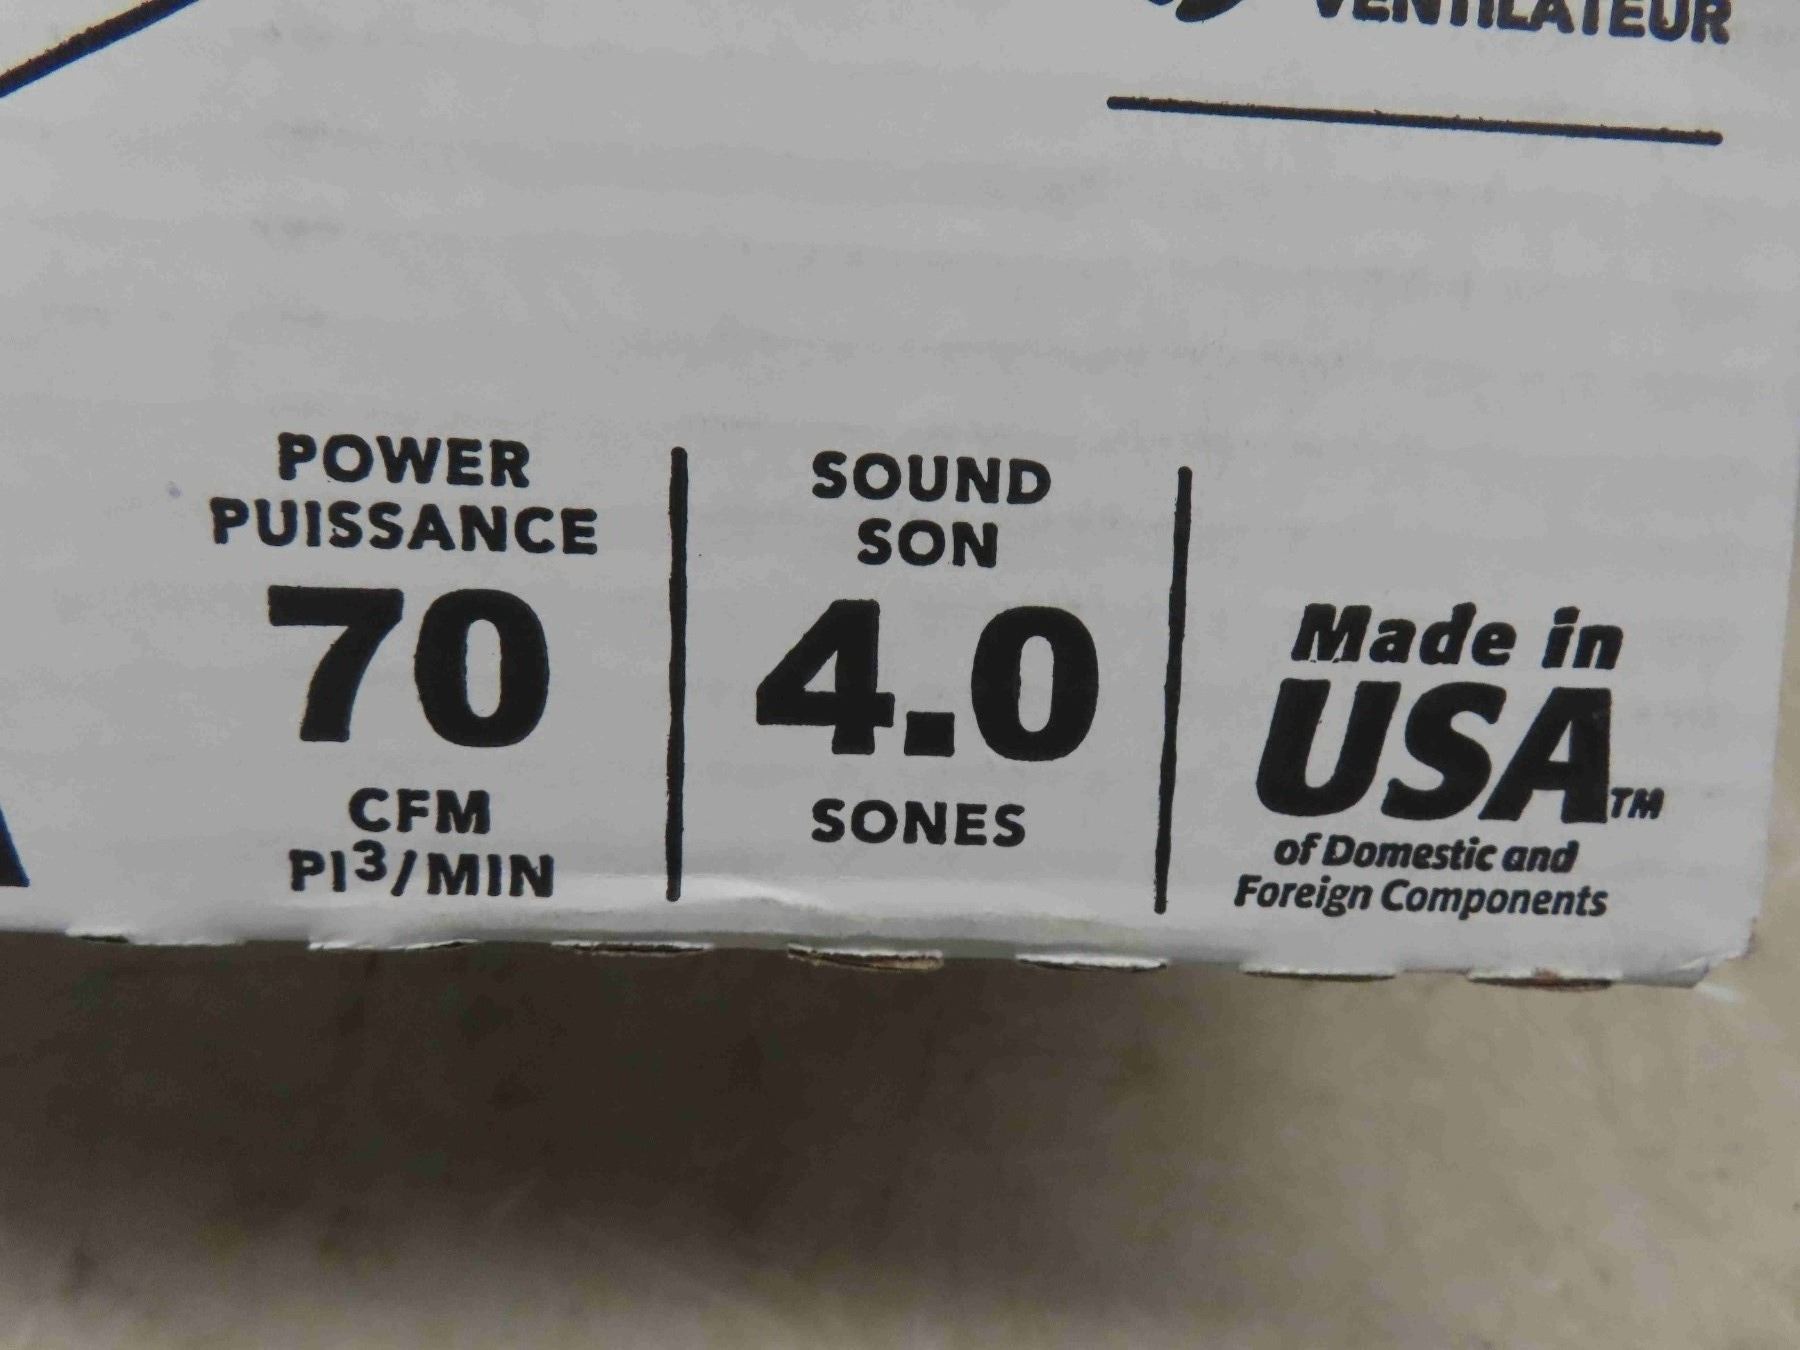 VENTILATEUR
POWER
PUISSANCE
70
CFM
PI³/MIN
SOUND
SON
4.0
SONES
Made in
USA™
of Domestic and
Foreign Components